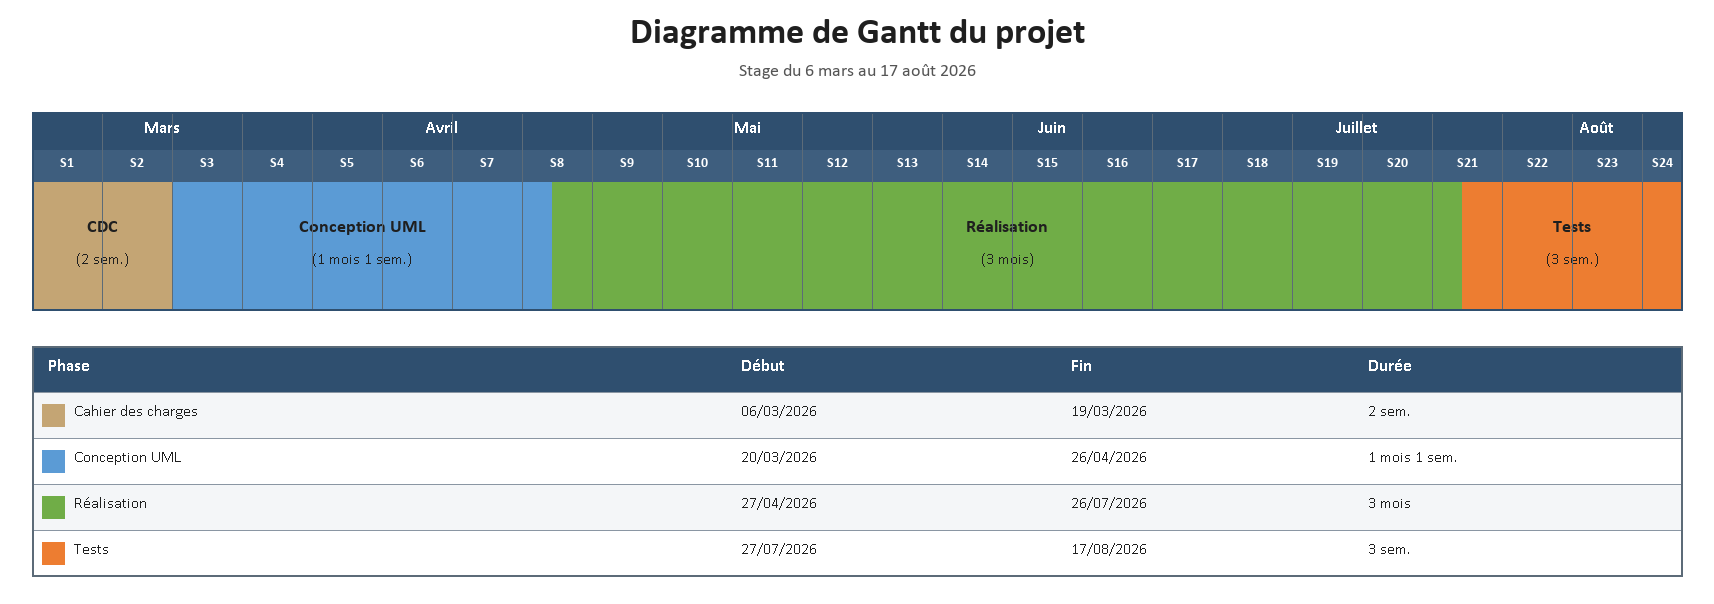 Diagramme de Gantt du projet
Stage du 6 mars au 17 août 2026
Mars Avril Mai Juin Juillet Août
S1 S2 S3 S4 S5 S6 S7 S8 S9 S10 S11 S12 S13 S14 S15 S16 S17 S18 S19 S20 S21 S22 S23 S24
CDC Conception UML Réalisation Tests
(2 sem.) (1 mois 1 sem.) (3 mois) (3 sem.)
Phase Début Fin Durée
Cahier des charges 06/03/2026 19/03/2026 2 sem.
Conception UML 20/03/2026 26/04/2026 1 mois 1 sem.
Réalisation 27/04/2026 26/07/2026 3 mois
Tests 27/07/2026 17/08/2026 3 sem.